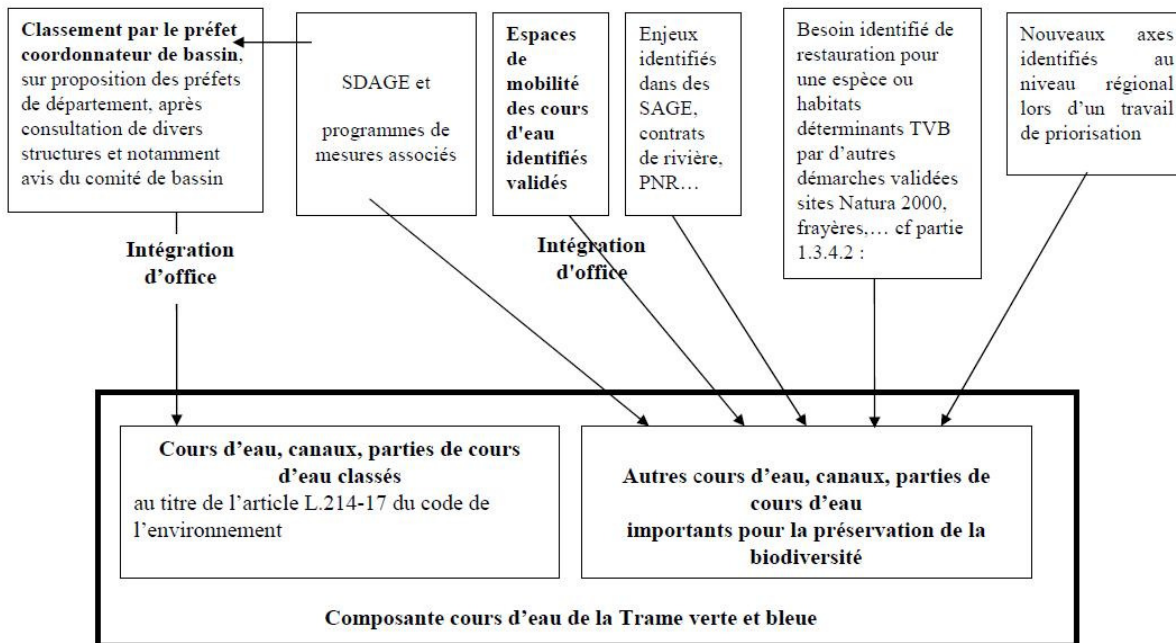 Classement par le préfet
coordonnateur de bassin,
sur proposition des préfets
de département, après
consultation de divers
structures et notamment
avis du comité de bassin
SDAGE et
programmes de
mesures associés
Espaces
de
mobilité
des cours
d'eau
identifiés
validés
Enjeux
identifiés
dans des
SAGE,
contrats
de rivière,
PNR…
Besoin identifié de
restauration pour
une espèce ou
habitats
déterminants TVB
par d’autres
démarches validées
sites Natura 2000,
frayères,… cf partie
1.3.4.2 :
Nouveaux axes
identifiés au
niveau régional
lors d’un travail
de priorisation
Intégration
d’office
Intégration
d'office
Cours d’eau, canaux, parties de cours
d’eau classés
au titre de l’article L.214-17 du code de
l’environnement
Autres cours d’eau, canaux, parties de
cours d’eau
importants pour la préservation de la
biodiversité
Composante cours d’eau de la Trame verte et bleue